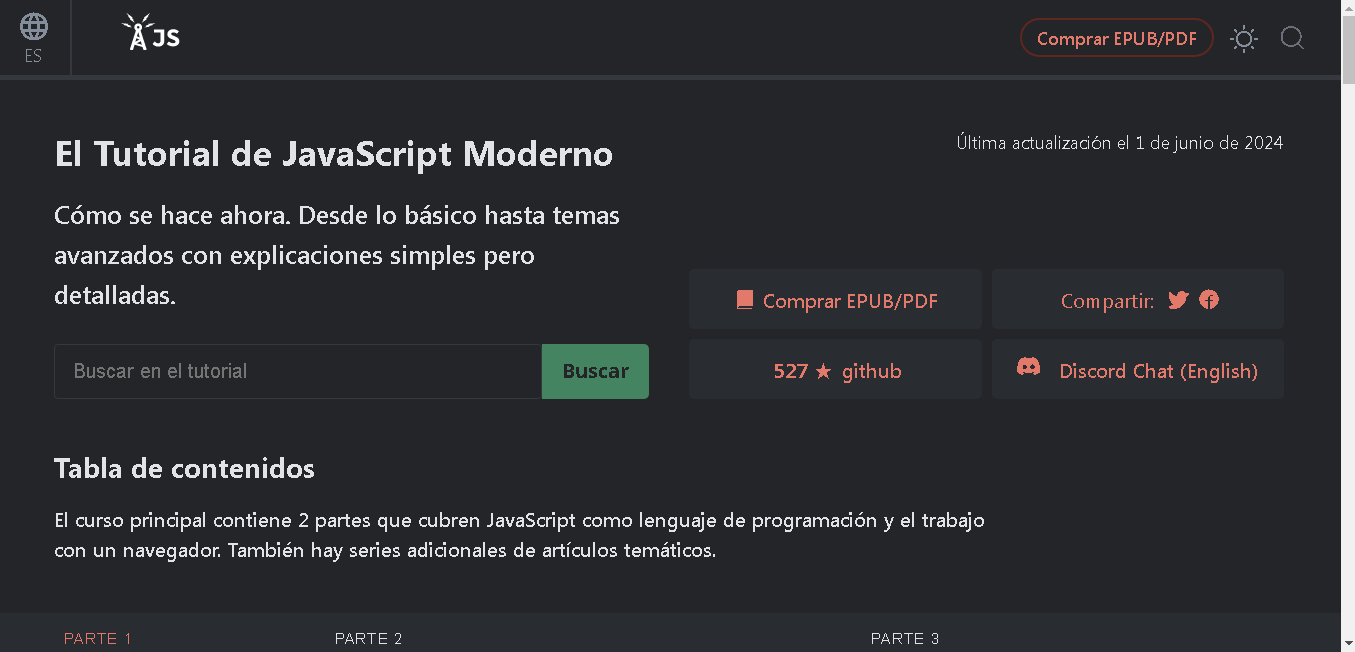 ES
JS
Comprar EPUB/PDF
El Tutorial de JavaScript Moderno
Última actualización el 1 de junio de 2024
Cómo se hace ahora. Desde lo básico hasta temas
avanzados con explicaciones simples pero
detalladas.
Comprar EPUB/PDF
Compartir:
Buscar en el tutorial
Buscar
527 ★ github
Discord Chat (English)
Tabla de contenidos
El curso principal contiene 2 partes que cubren JavaScript como lenguaje de programación y el trabajo
con un navegador. También hay series adicionales de artículos temáticos.
PARTE 1
PARTE 2
PARTE 3